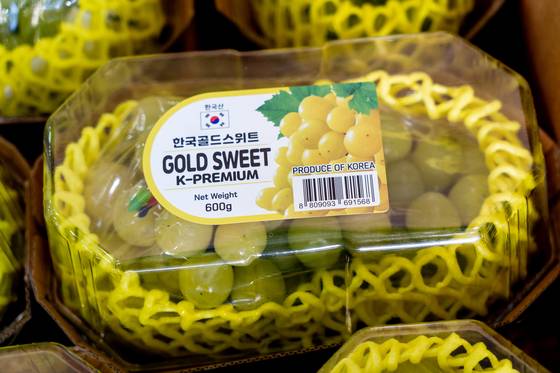 한국산
한국골드스위트
GOLD SWEET
K-PREMIUM
Net Weight
600g
PRODUCE OF KOREA
8 809093 691568